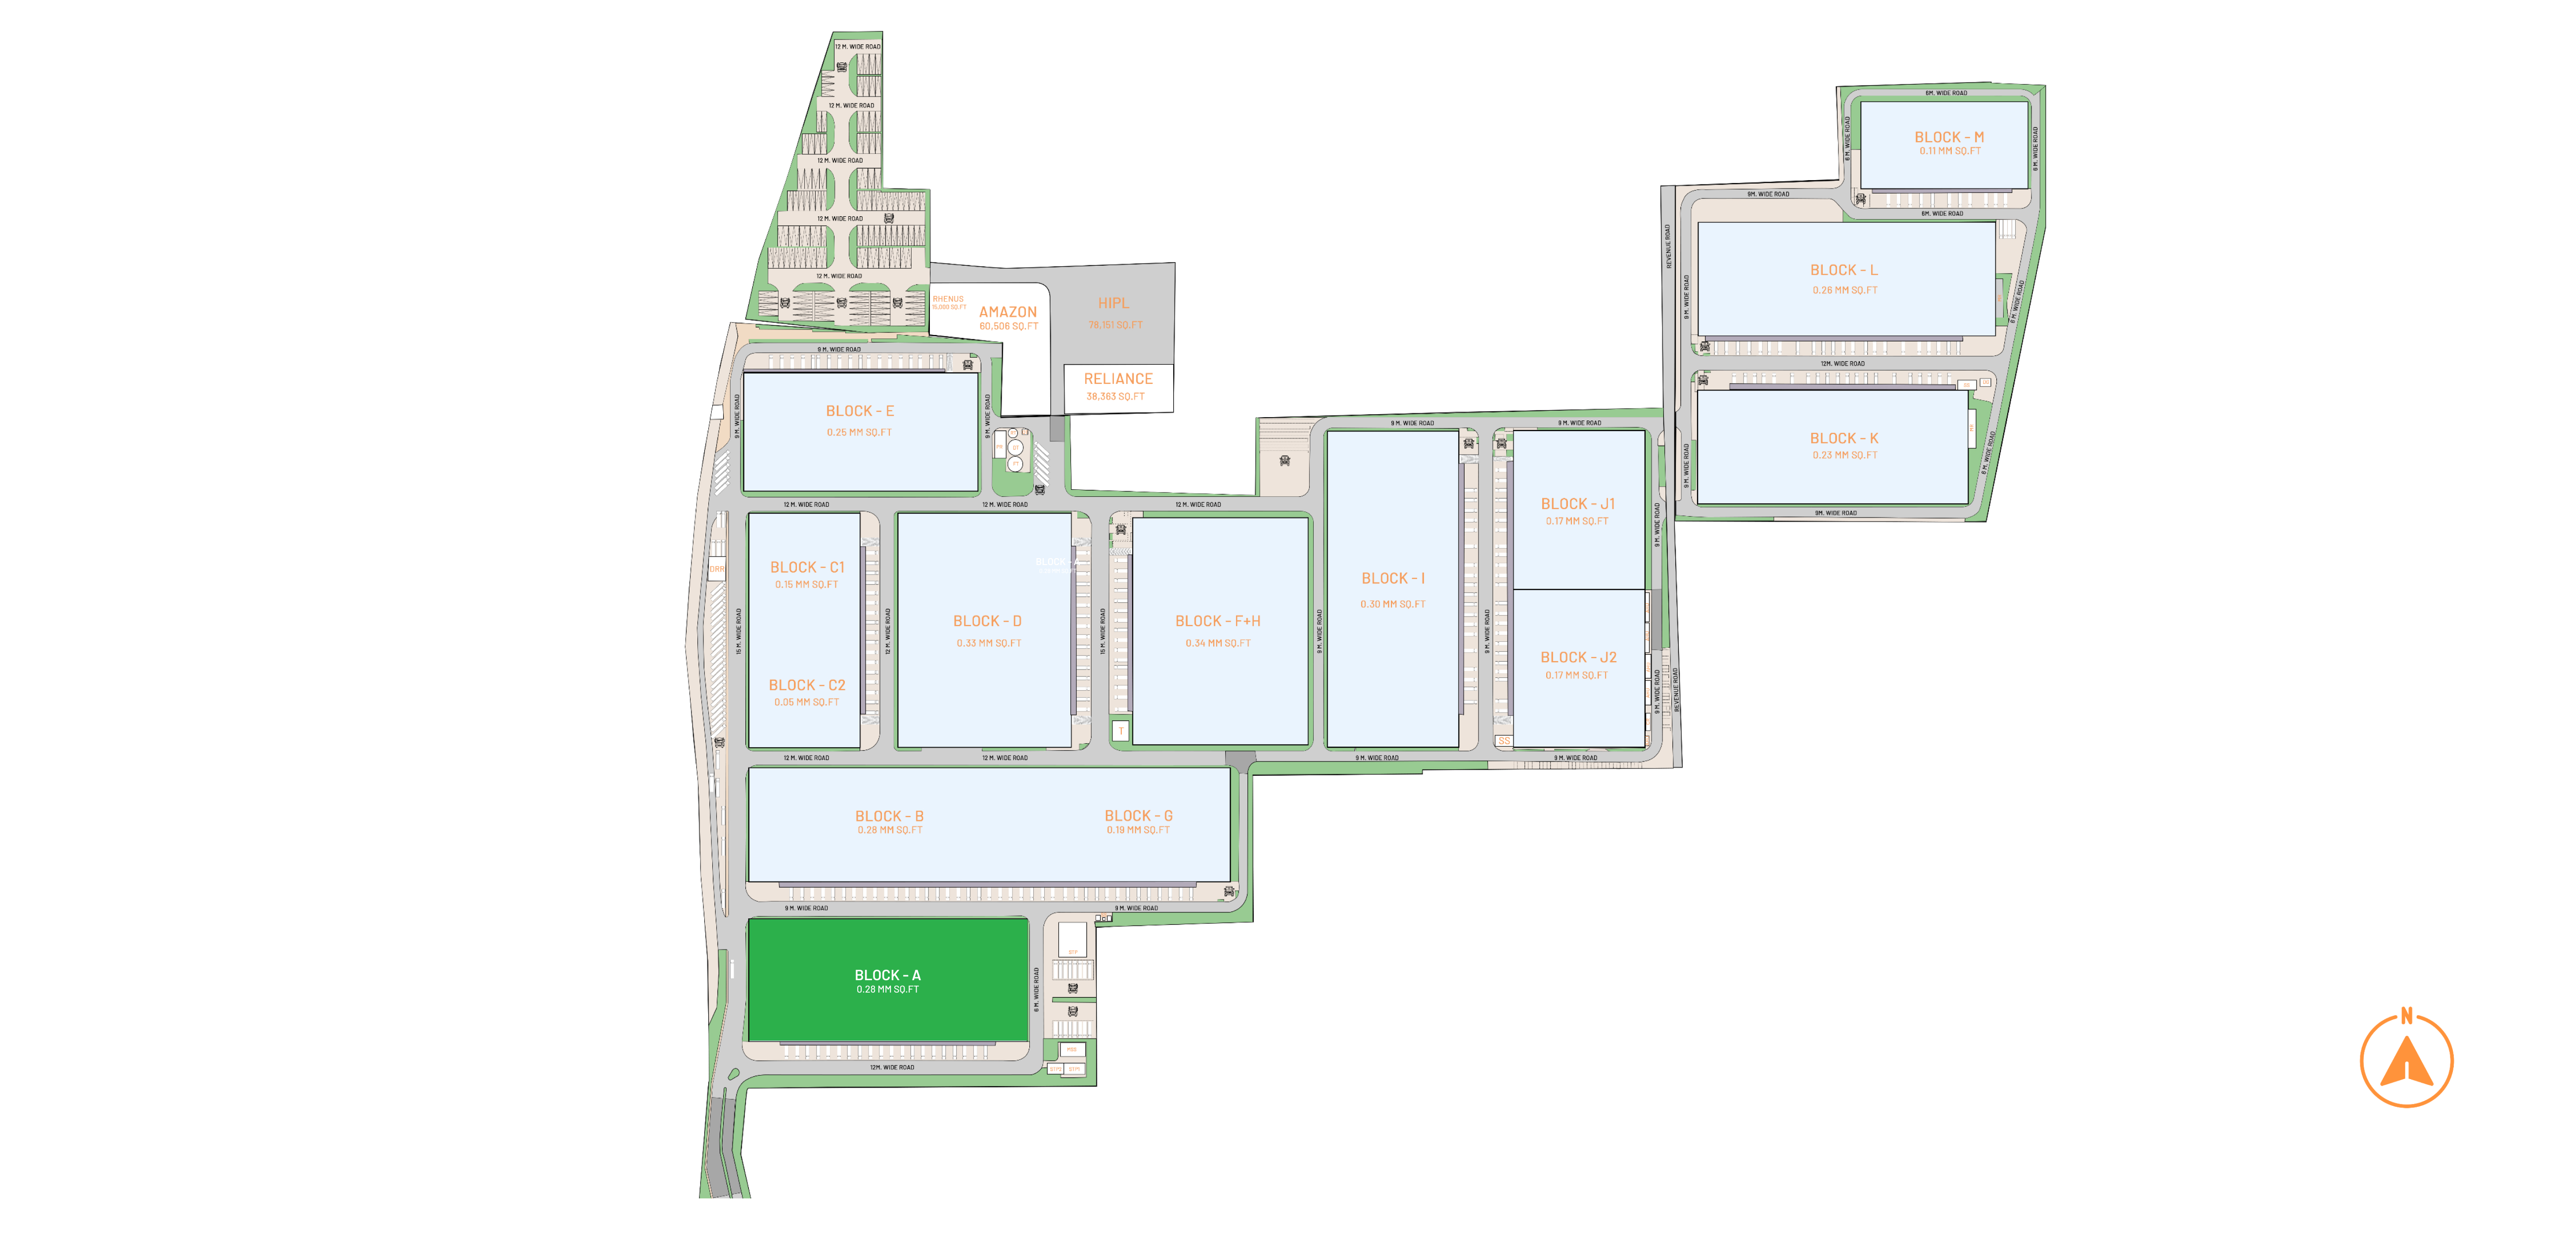 12 M. WIDE ROAD
12 M. WIDE ROAD
12 M. WIDE ROAD
12 M. WIDE ROAD
12 M. WIDE ROAD
RHENUS
15,000 SQ.FT
AMAZON
60,506 SQ.FT
HIPL
78,151 SQ.FT
RELIANCE
38,363 SQ.FT
9 M. WIDE ROAD
9 M. WIDE ROAD
BLOCK - E
0.25 MM SQ.FT
9 M. WIDE ROAD
12 M. WIDE ROAD
12 M. WIDE ROAD
12 M. WIDE ROAD
DRR
15 M. WIDE ROAD
BLOCK - C1
0.15 MM SQ.FT
BLOCK - C2
0.05 MM SQ.FT
12 M. WIDE ROAD
BLOCK - A
BLOCK - D
0.33 MM SQ.FT
15 M. WIDE ROAD
BLOCK - F+H
0.34 MM SQ.FT
T
9 M. WIDE ROAD
9 M. WIDE ROAD
BLOCK - I
0.30 MM SQ.FT
9 M. WIDE ROAD
9 M. WIDE ROAD
BLOCK - J1
0.17 MM SQ.FT
BLOCK - J2
0.17 MM SQ.FT
SS
9 M. WIDE ROAD
9 M. WIDE ROAD
REVENUE ROAD
12 M. WIDE ROAD
12 M. WIDE ROAD
9 M. WIDE ROAD
9 M. WIDE ROAD
BLOCK - B
0.28 MM SQ.FT
BLOCK - G
0.19 MM SQ.FT
9 M. WIDE ROAD
9 M. WIDE ROAD
BLOCK - A
0.28 MM SQ.FT
6 M. WIDE ROAD
12M. WIDE ROAD
6M. WIDE ROAD
6 M. WIDE ROAD
BLOCK - M
0.11 MM SQ.FT
6 M. WIDE ROAD
9M. WIDE ROAD
6M. WIDE ROAD
REVENUE ROAD
9 M. WIDE ROAD
BLOCK - L
0.26 MM SQ.FT
6 M. WIDE ROAD
12M. WIDE ROAD
9 M. WIDE ROAD
BLOCK - K
0.23 MM SQ.FT
6 M. WIDE ROAD
9M. WIDE ROAD
N